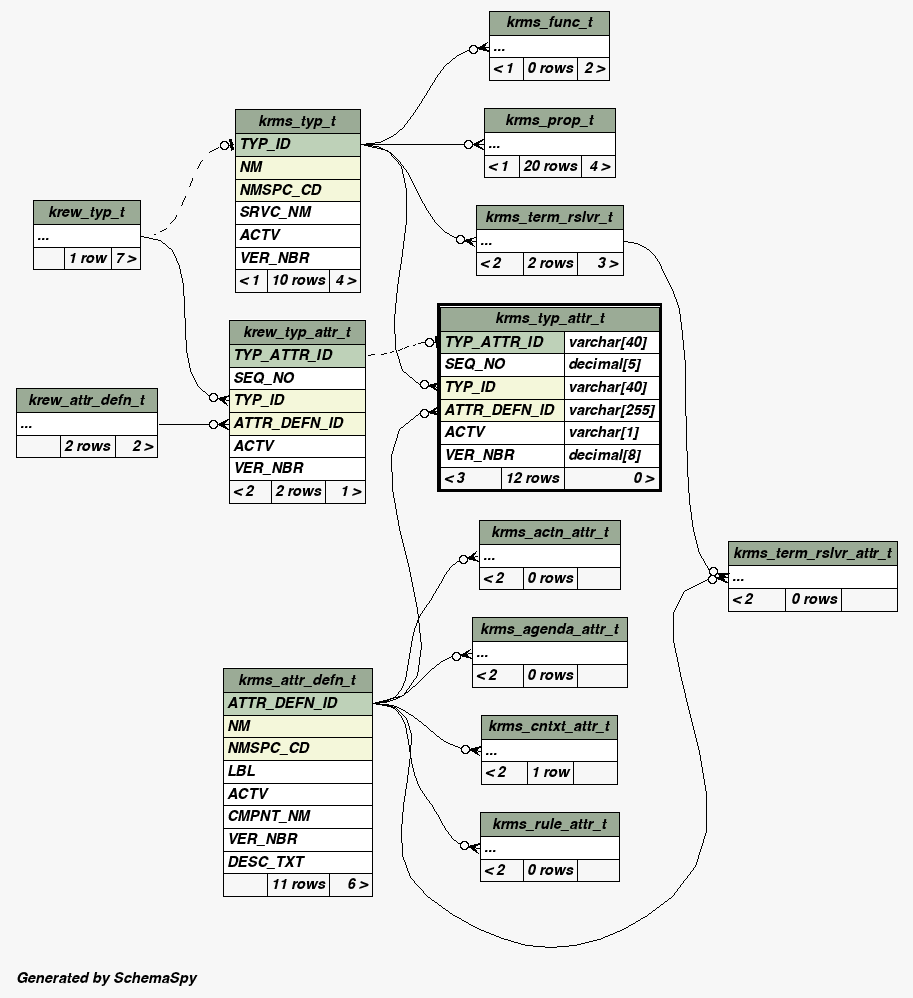 krms_func_t
...
< 1 0 rows 2 >
krms_prop_t
...
< 1 20 rows 4 >
krms_typ_t
TYP_ID
NM
NMSPC_CD
SRVC_NM
ACTV
VER_NBR
< 1 10 rows 4 >
krew_typ_t
...
1 row 7 >
krms_term_rslvr_t
...
< 2 2 rows 3 >
krms_typ_attr_t
TYP_ATTR_ID varchar[40]
SEQ_NO decimal[5]
TYP_ID varchar[40]
ATTR_DEFN_ID varchar[255]
ACTV varchar[1]
VER_NBR decimal[8]
< 3 12 rows 0 >
krew_typ_attr_t
TYP_ATTR_ID
SEQ_NO
TYP_ID
ATTR_DEFN_ID
ACTV
VER_NBR
< 2 2 rows 1 >
krew_attr_defn_t
...
2 rows 2 >
krms_actn_attr_t
...
< 2 0 rows
krms_term_rslvr_attr_t
...
< 2 0 rows
krms_agenda_attr_t
...
< 2 0 rows
krms_attr_defn_t
ATTR_DEFN_ID
NM
NMSPC_CD
LBL
ACTV
CMPNT_NM
VER_NBR
DESC_TXT
11 rows 6 >
krms_cntxt_attr_t
...
< 2 1 row
krms_rule_attr_t
...
< 2 0 rows
Generated by SchemaSpy